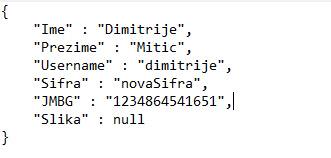 {
"Ime" : "Dimitrije",
"Prezime" : "Mitic",
"Username" : "dimitrije",
"Sifra" : "novaSifra",
"JMBG" : "1234864541651",
"Slika" : null
}